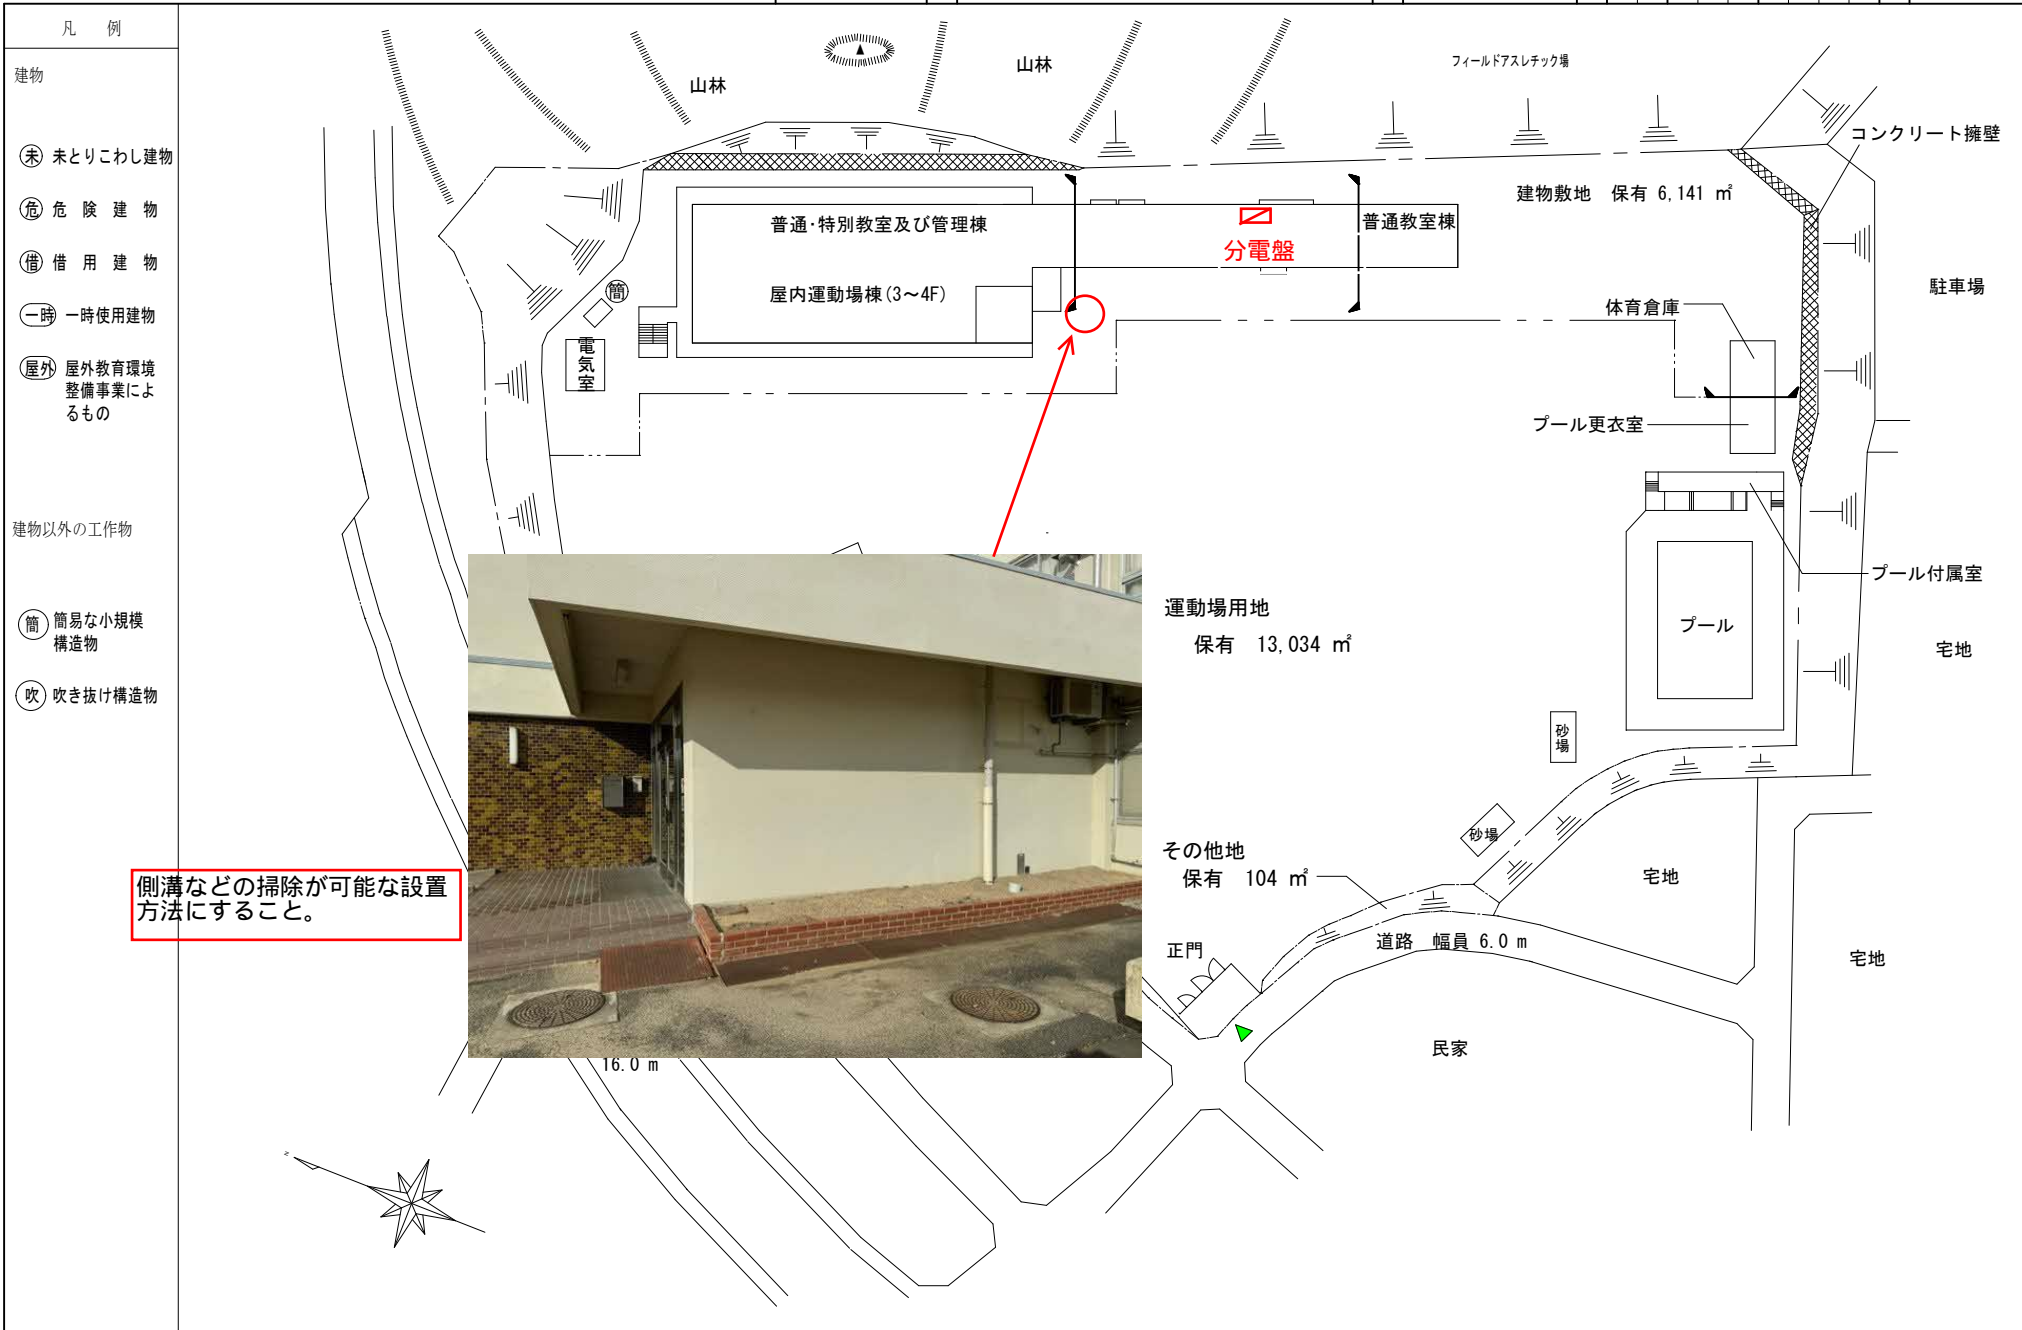 凡 例
建物
未 未とりこわし建物
危 危険建物
借 借用建物
一時 一時使用建物
屋外 屋外教育環境
整備事業によ
るもの
建物以外の工作物
簡 簡易な小規模
構造物
吹 吹き抜け構造物
山林
山林
フィールドアスレチック場
コンクリート擁壁
建物敷地 保有 6,141 ㎡
普通・特別教室及び管理棟
普通教室棟
分電盤
屋内運動場棟(3～4F)
簡
電気室
駐車場
体育倉庫
プール更衣室
プール付属室
プール
運動場用地
保有 13,034 ㎡
宅地
砂場
砂場
その他地
保有 104 ㎡
宅地
側溝などの掃除が可能な設置
方法にすること。
正門
道路 幅員 6.0 m
宅地
民家
16.0 m
N